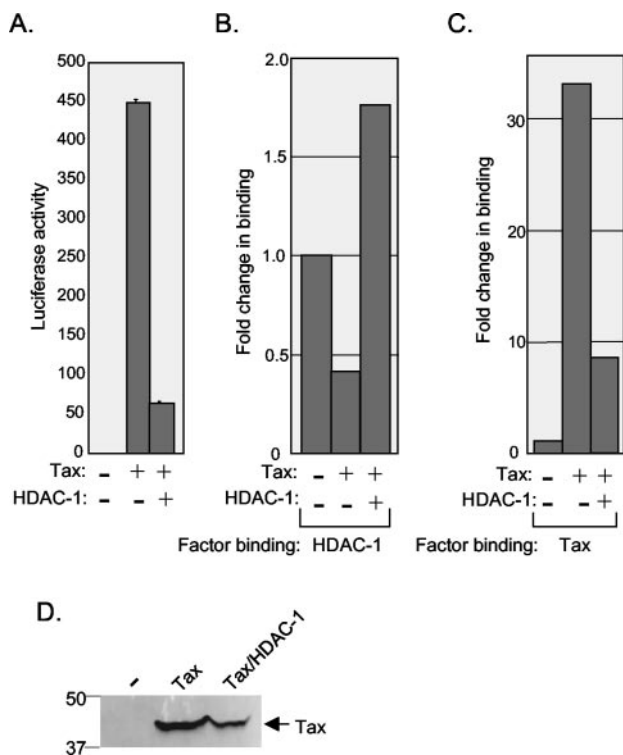 A.
Luciferase activity
500
450
400
350
300
250
200
150
100
50
0
Tax: - + +
HDAC-1: - - +
B.
Fold change in binding
2.0
1.5
1.0
0.5
0
Tax: - + +
HDAC-1: - - +
Factor binding: HDAC-1
C.
Fold change in binding
30
20
10
0
Tax: - + +
HDAC-1: - - +
Factor binding: Tax
D.
- Tax Tax/HDAC-1
50
37
Tax